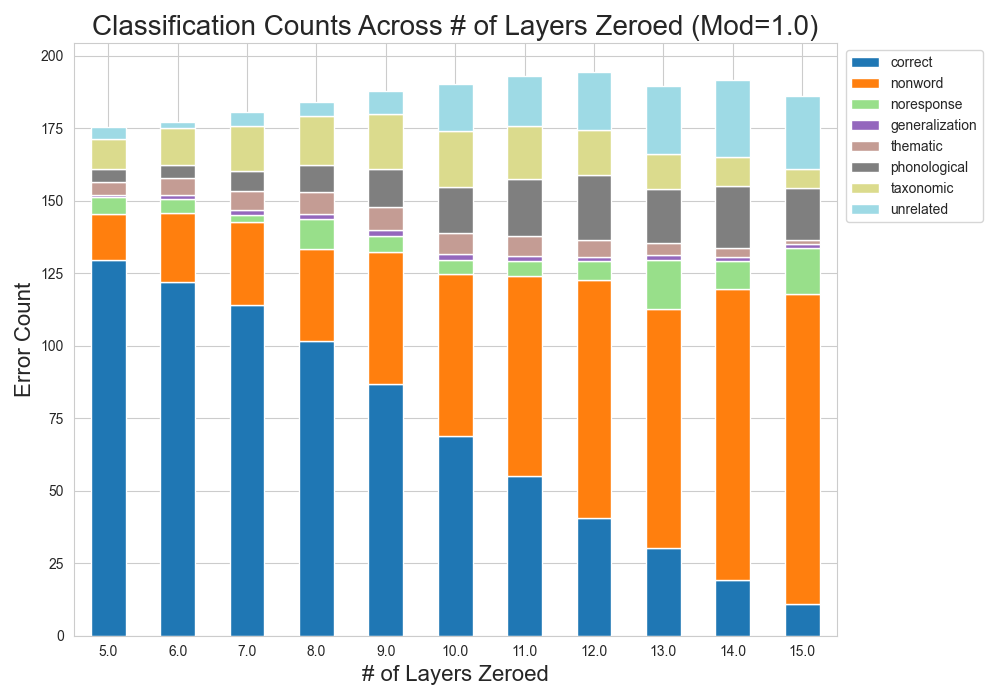 Classification Counts Across # of Layers Zeroed (Mod=1.0)
200
175
150
125
100
75
50
25
0
Error Count
5.0 6.0 7.0 8.0 9.0 10.0 11.0 12.0 13.0 14.0 15.0
# of Layers Zeroed
correct
nonword
noresponse
generalization
thematic
phonological
taxonomic
unrelated